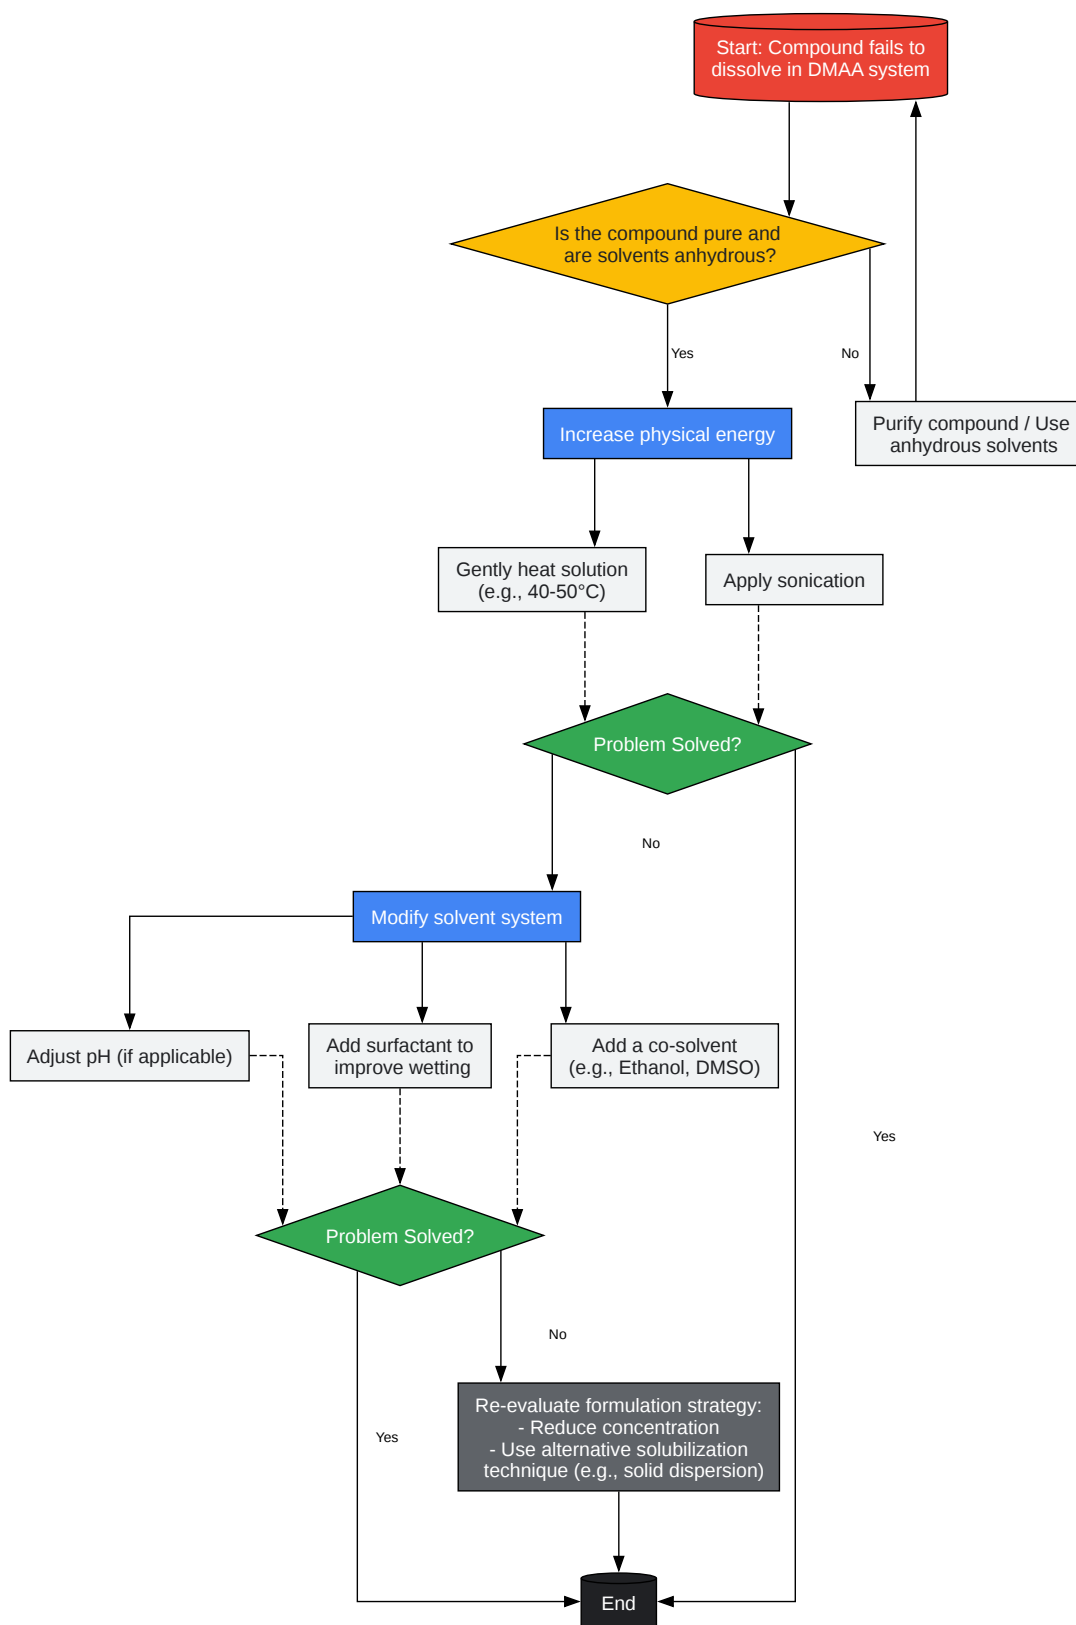 Start: Compound fails to
dissolve in DMAA system
Is the compound pure and
are solvents anhydrous?
Yes
No
Purify compound / Use
anhydrous solvents
Increase physical energy
Gently heat solution
(e.g., 40-50°C)
Apply sonication
Problem Solved?
No
Modify solvent system
Adjust pH (if applicable)
Add surfactant to
improve wetting
Add a co-solvent
(e.g., Ethanol, DMSO)
Yes
Problem Solved?
No
Re-evaluate formulation strategy:
- Reduce concentration
- Use alternative solubilization
technique (e.g., solid dispersion)
Yes
End